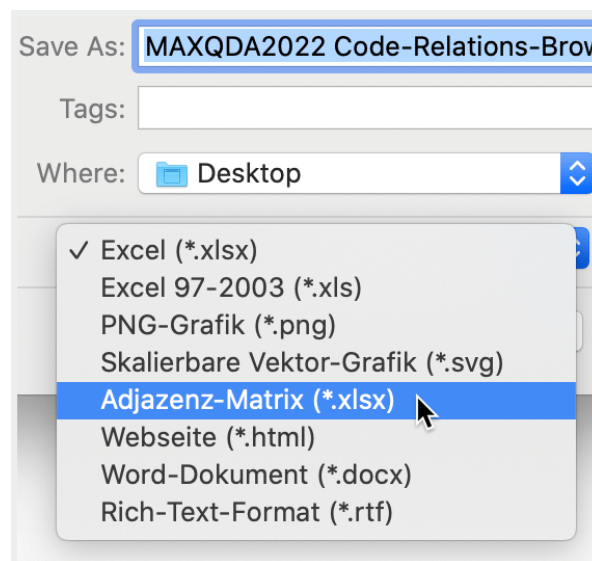 Save As: MAXQDA2022 Code-Relations-Brow
Tags:
Where: Desktop
✓ Excel (*.xlsx)
Excel 97-2003 (*.xls)
PNG-Grafik (*.png)
Skalierbare Vektor-Grafik (*.svg)
Adjazenz-Matrix (*.xlsx)
Webseite (*.html)
Word-Dokument (*.docx)
Rich-Text-Format (*.rtf)